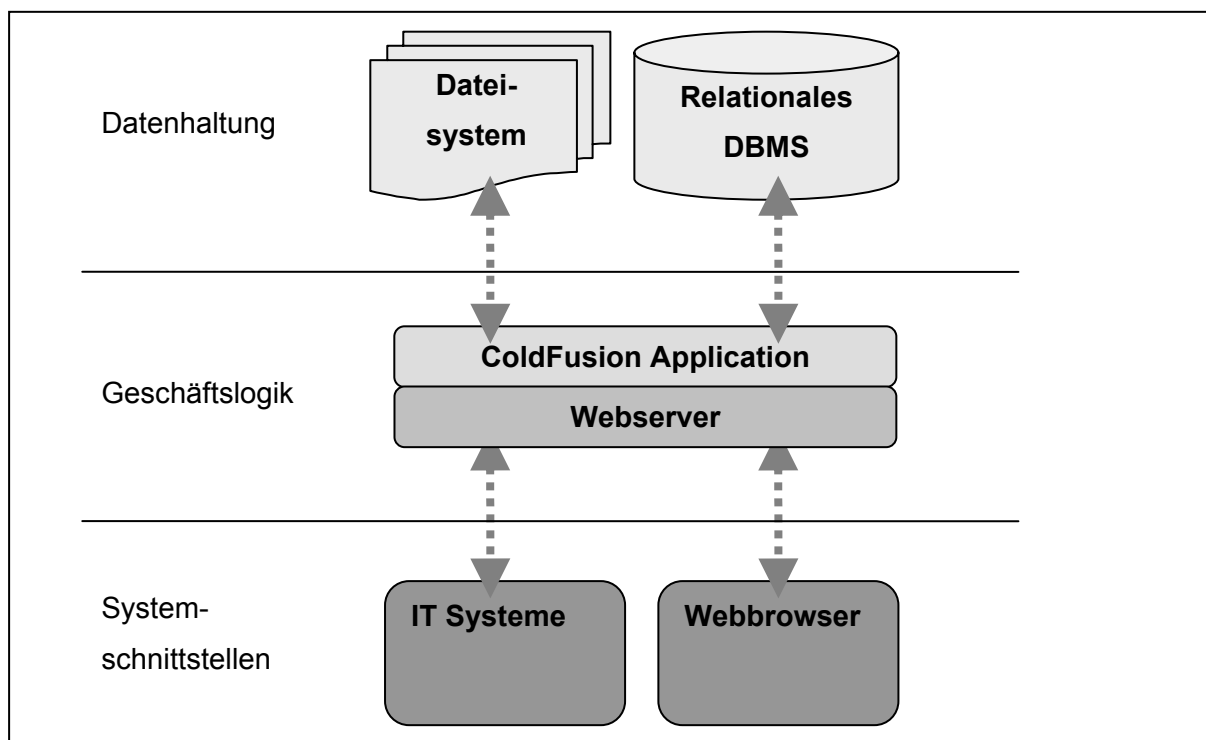 Datenhaltung
Datei-
system
Relationales
DBMS
Geschäftslogik
ColdFusion Application
Webserver
System-
schnittstellen
IT Systeme
Webbrowser